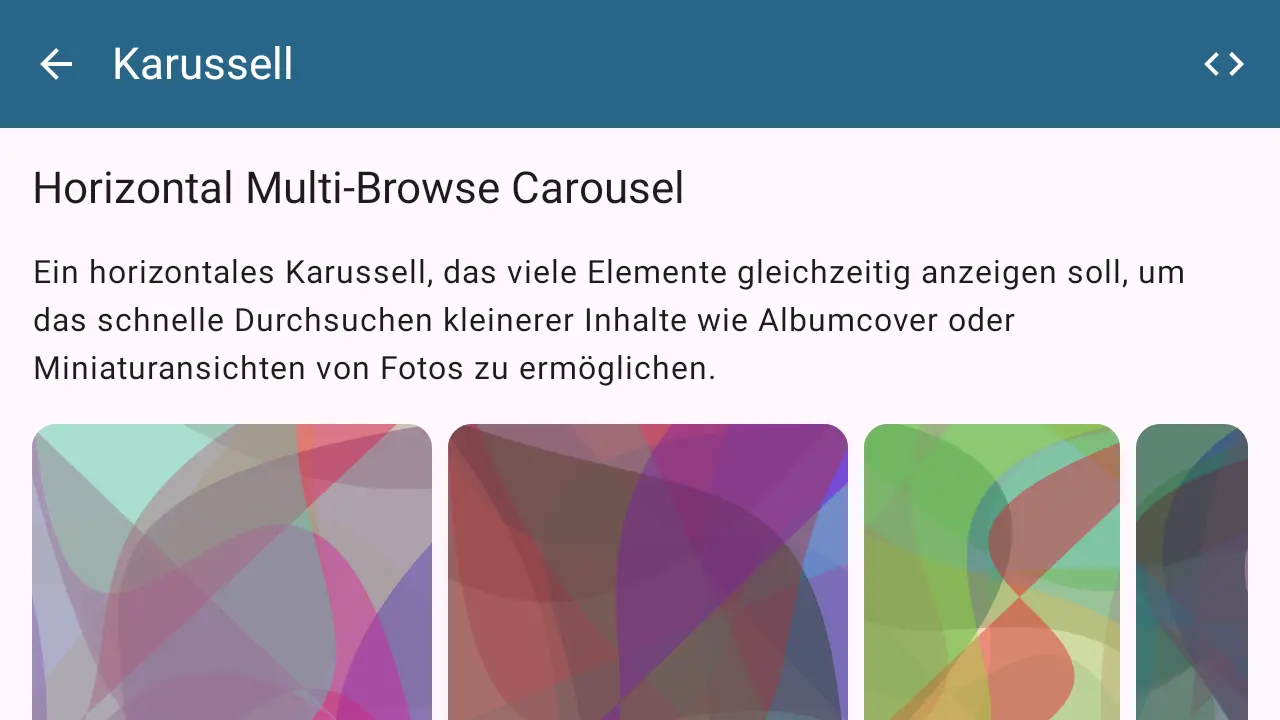 Karussell
Horizontal Multi-Browse Carousel
Ein horizontales Karussell, das viele Elemente gleichzeitig anzeigen soll, um
das schnelle Durchsuchen kleinerer Inhalte wie Albumcover oder
Miniaturansichten von Fotos zu ermöglichen.